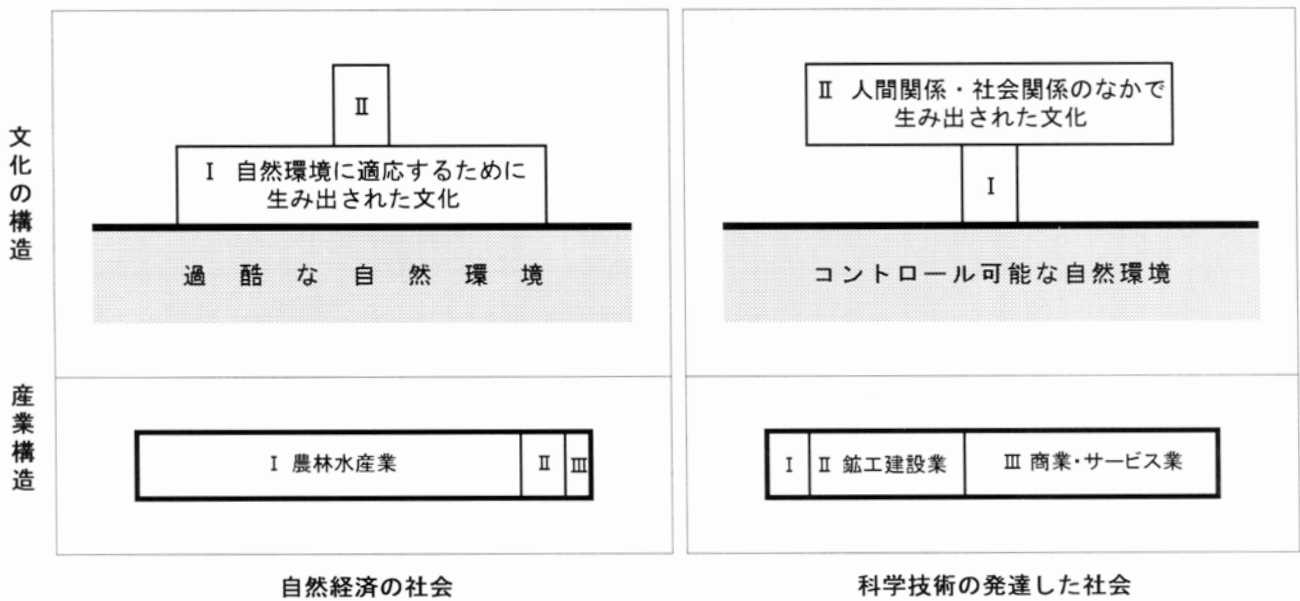 文化の構造
Ⅱ
Ⅰ 自然環境に適応するために
生み出された文化
過酷な自然環境
Ⅱ 人間関係・社会関係のなかで
生み出された文化
Ⅰ
コントロール可能な自然環境
産業構造
Ⅰ 農林水産業
Ⅱ
Ⅲ
Ⅰ
Ⅱ 鉱工建設業
Ⅲ 商業・サービス業
自然経済の社会
科学技術の発達した社会